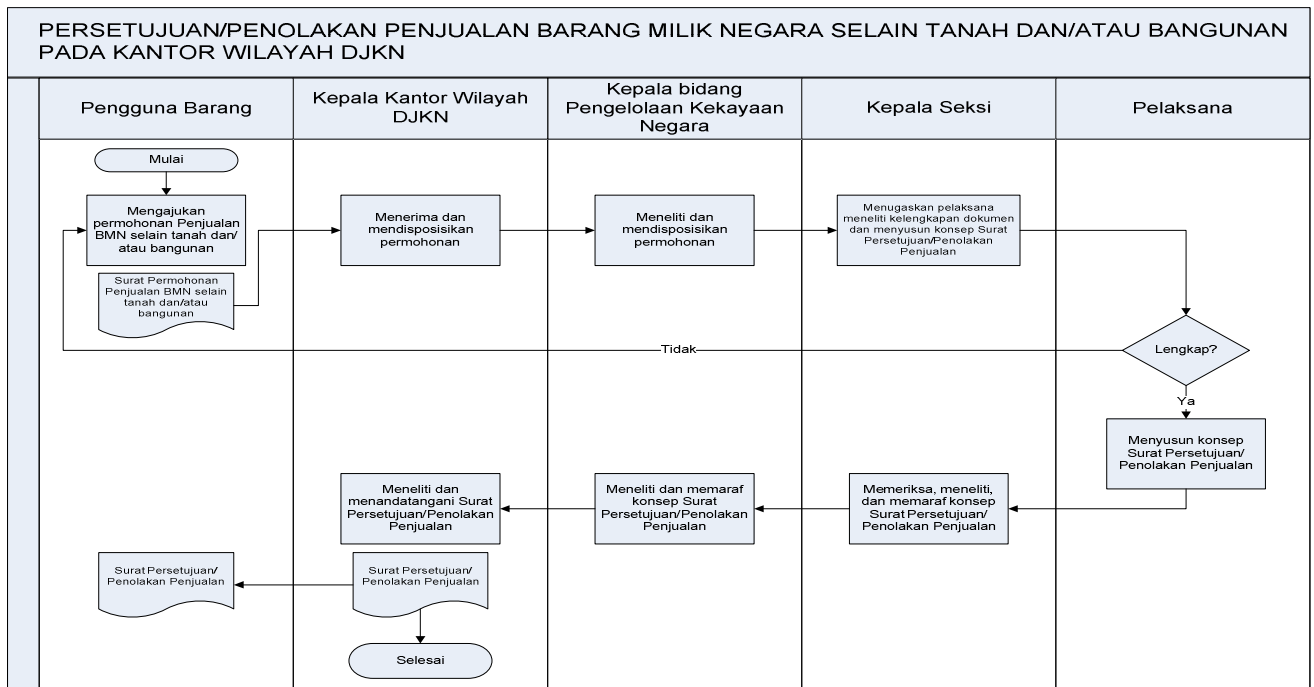 PERSETUJUAN/PENOLAKAN PENJUALAN BARANG MILIK NEGARA SELAIN TANAH DAN/ATAU BANGUNAN
PADA KANTOR WILAYAH DJKN
Pengguna Barang
Kepala Kantor Wilayah
DJKN
Kepala bidang
Pengelolaan Kekayaan
Negara
Kepala Seksi
Pelaksana
Mulai
Mengajukan
permohonan Penjualan
BMN selain tanah dan/
atau bangunan
Surat Permohonan
Penjualan BMN selain
tanah dan/atau
bangunan
Menerima dan
mendisposisikan
permohonan
Meneliti dan
mendisposisikan
permohonan
Menugaskan pelaksana
meneliti kelengkapan dokumen
dan menyusun konsep Surat
Persetujuan/Penolakan
Penjualan
Lengkap?
Tidak
Ya
Menyusun konsep
Surat Persetujuan/
Penolakan Penjualan
Memeriksa, meneliti,
dan memaraf konsep
Surat Persetujuan/
Penolakan Penjualan
Meneliti dan memaraf
konsep Surat
Persetujuan/Penolakan
Penjualan
Meneliti dan
menandatangani Surat
Persetujuan/Penolakan
Penjualan
Surat Persetujuan/
Penolakan Penjualan
Surat Persetujuan/
Penolakan Penjualan
Selesai